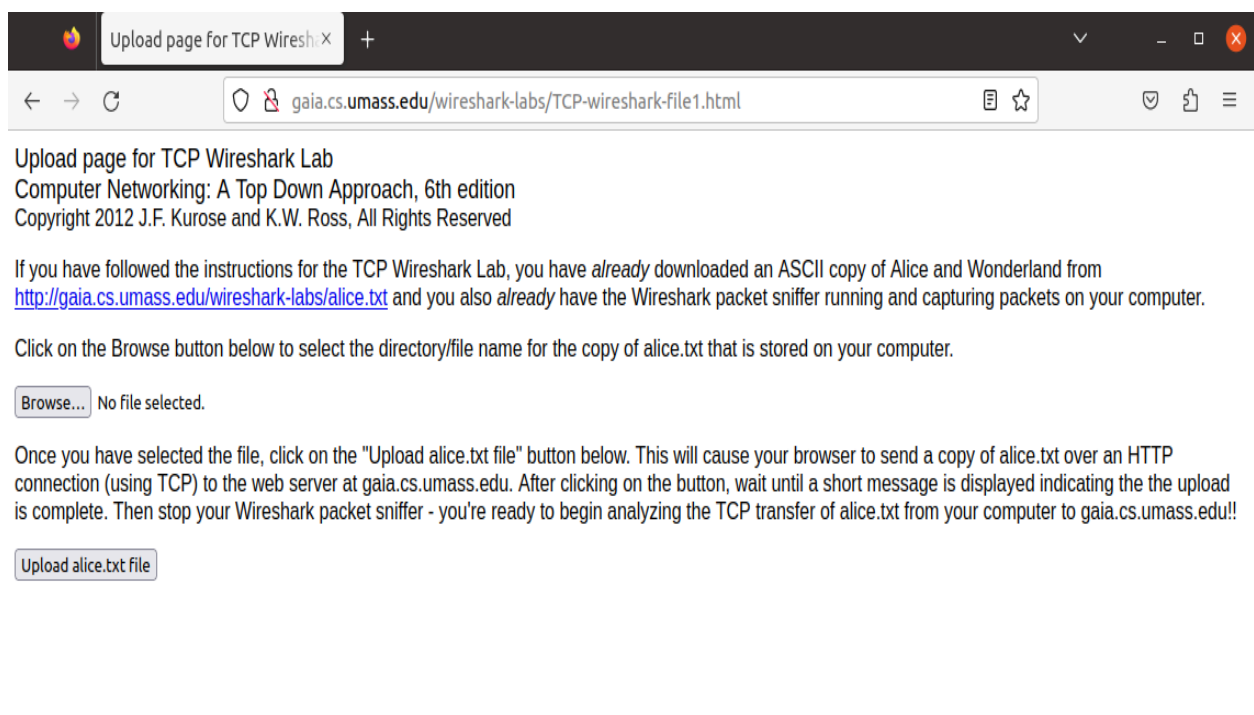 Upload page for TCP Wiresha
gaia.cs.umass.edu/wireshark-labs/TCP-wireshark-file1.html
Upload page for TCP Wireshark Lab
Computer Networking: A Top Down Approach, 6th edition
Copyright 2012 J.F. Kurose and K.W. Ross, All Rights Reserved
If you have followed the instructions for the TCP Wireshark Lab, you have already downloaded an ASCII copy of Alice and Wonderland from
http://gaia.cs.umass.edu/wireshark-labs/alice.txt and you also already have the Wireshark packet sniffer running and capturing packets on your computer.
Click on the Browse button below to select the directory/file name for the copy of alice.txt that is stored on your computer.
Browse... No file selected.
Once you have selected the file, click on the "Upload alice.txt file" button below. This will cause your browser to send a copy of alice.txt over an HTTP
connection (using TCP) to the web server at gaia.cs.umass.edu. After clicking on the button, wait until a short message is displayed indicating the the upload
is complete. Then stop your Wireshark packet sniffer - you're ready to begin analyzing the TCP transfer of alice.txt from your computer to gaia.cs.umass.edu!!
Upload alice.txt file